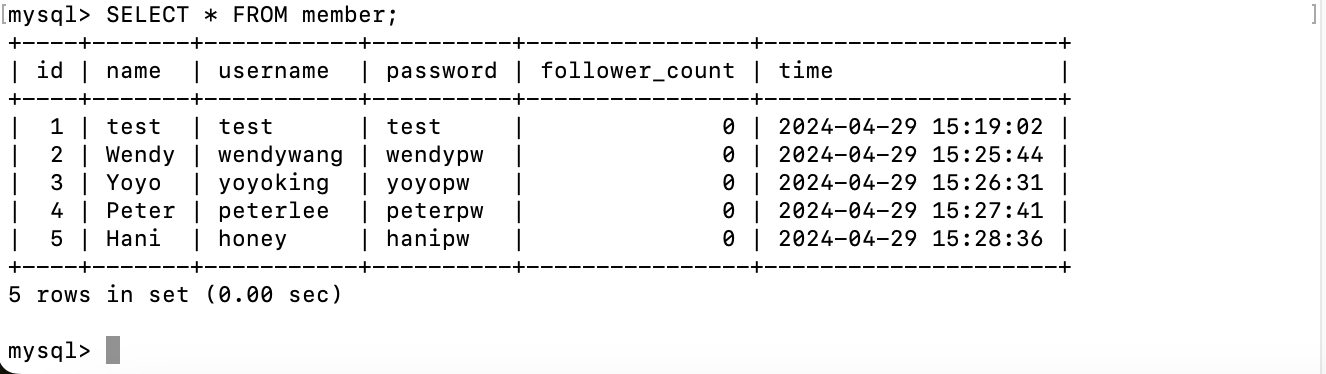 [mysql> SELECT * FROM member; ]
+----+-------+-----------+----------+----------------+---------------------+
| id | name  | username  | password | follower_count | time                |
+----+-------+-----------+----------+----------------+---------------------+
|  1 | test  | test      | test     |              0 | 2024-04-29 15:19:02 |
|  2 | Wendy | wendywang | wendypw  |              0 | 2024-04-29 15:25:44 |
|  3 | Yoyo  | yoyoking  | yoyopw   |              0 | 2024-04-29 15:26:31 |
|  4 | Peter | peterlee  | peterpw  |              0 | 2024-04-29 15:27:41 |
|  5 | Hani  | honey     | hanipw   |              0 | 2024-04-29 15:28:36 |
+----+-------+-----------+----------+----------------+---------------------+
5 rows in set (0.00 sec)
mysql>